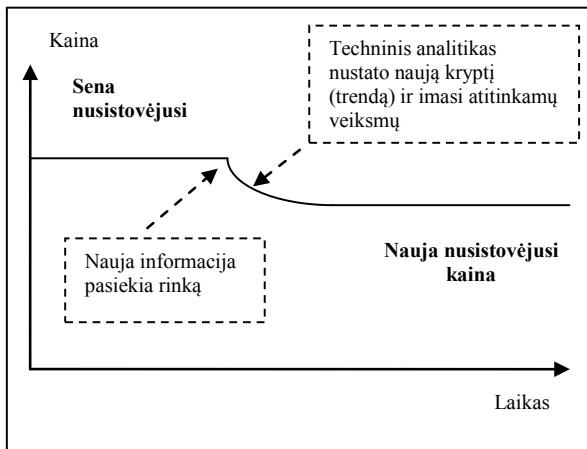 Kaina
Sena
nusistovėjusi
Techninis analitikas
nustato naują kryptį
(trendą) ir imasi atitinkamų
veiksmų
Nauja informacija
pasiekia rinką
Nauja nusistovėjusi
kaina
Laikas